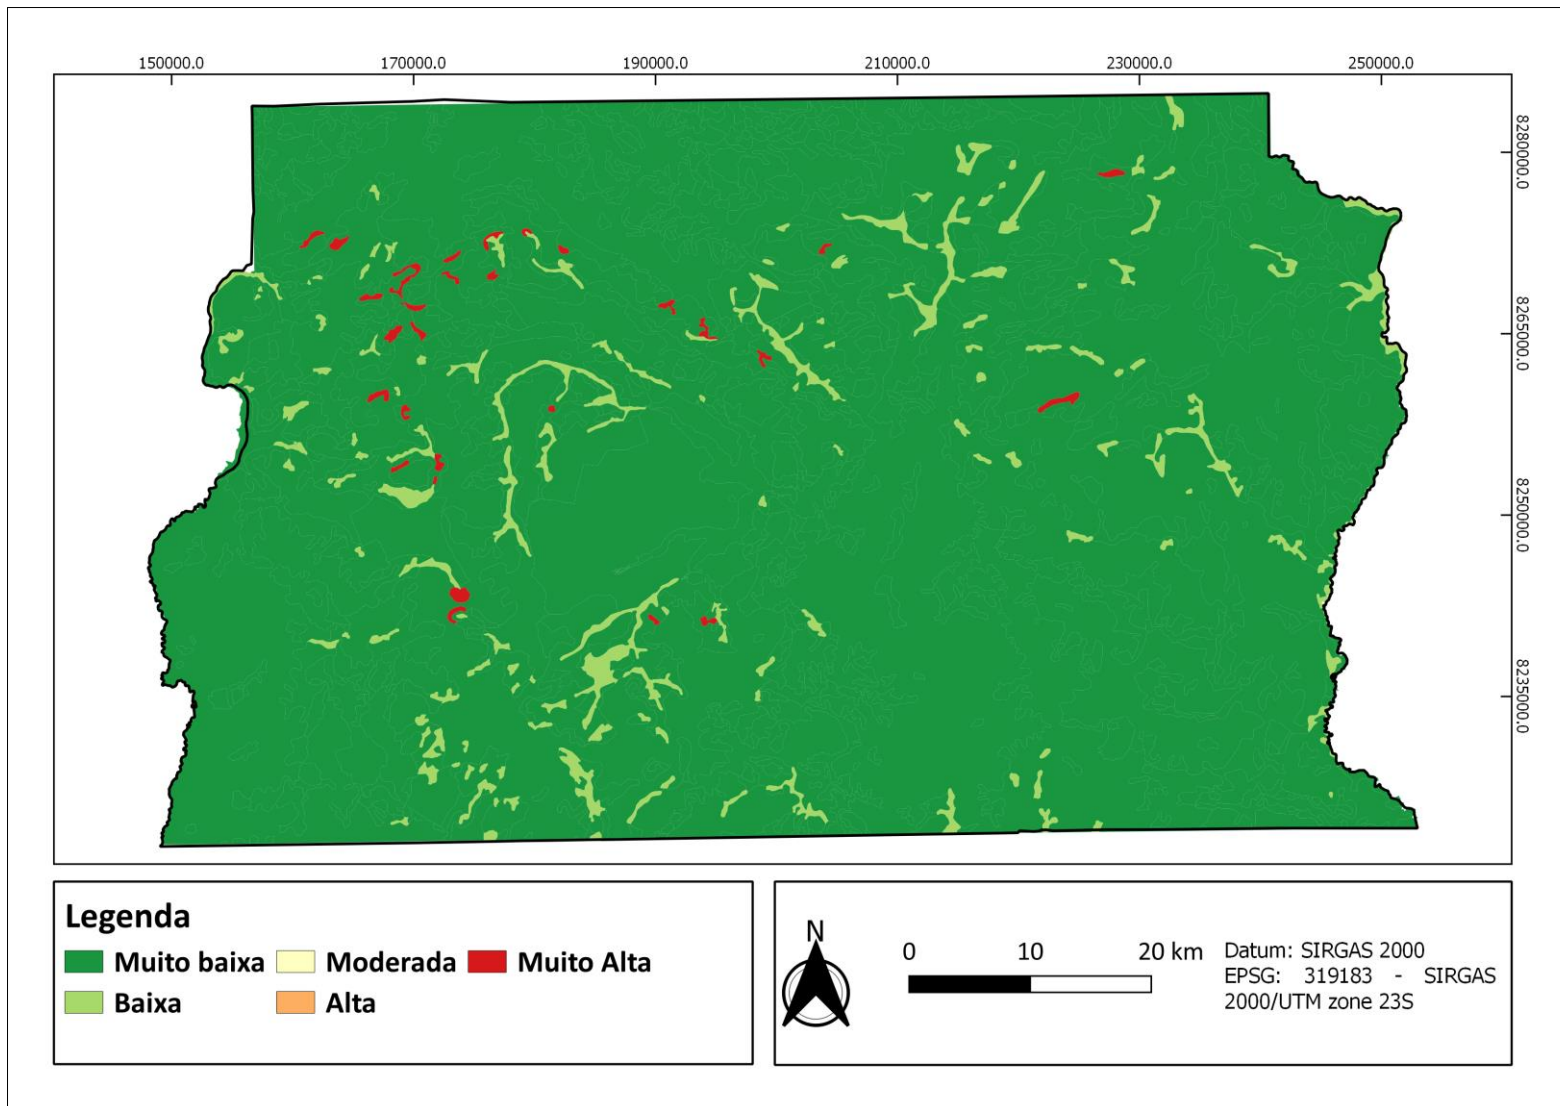 150000.0 170000.0 190000.0 210000.0 230000.0 250000.0
8280000.0
8265000.0
8250000.0
8235000.0
Legenda
Muito baixa Moderada Muito Alta
Baixa Alta
N
0 10 20 km
Datum: SIRGAS 2000
EPSG: 319183 - SIRGAS
2000/UTM zone 23S